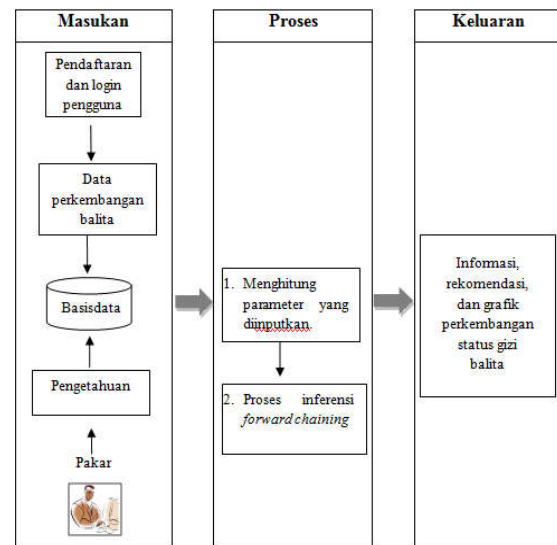 Masukan
Pendaftaran
dan login
pengguna
Data
perkembangan
balita
Basisdata
Pengetahuan
Pakar
Proses
1. Menghitung
parameter yang
diinputkan.
2. Proses inferensi
forward chaining
Keluaran
Informasi,
rekomendasi,
dan grafik
perkembangan
status gizi
balita